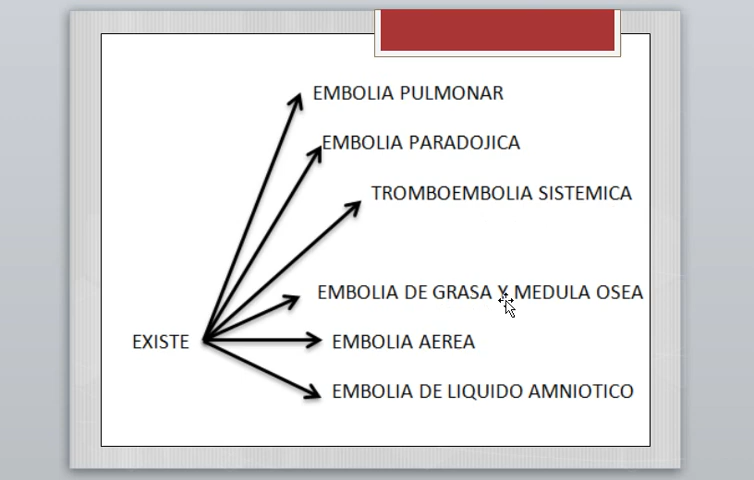 EMBOLIA PULMONAR
EMBOLIA PARADOJICA
TROMBOEMBOLIA SISTEMICA
EMBOLIA DE GRASA Y MEDULA OSEA
EXISTE
EMBOLIA AEREA
EMBOLIA DE LIQUIDO AMNIOTICO